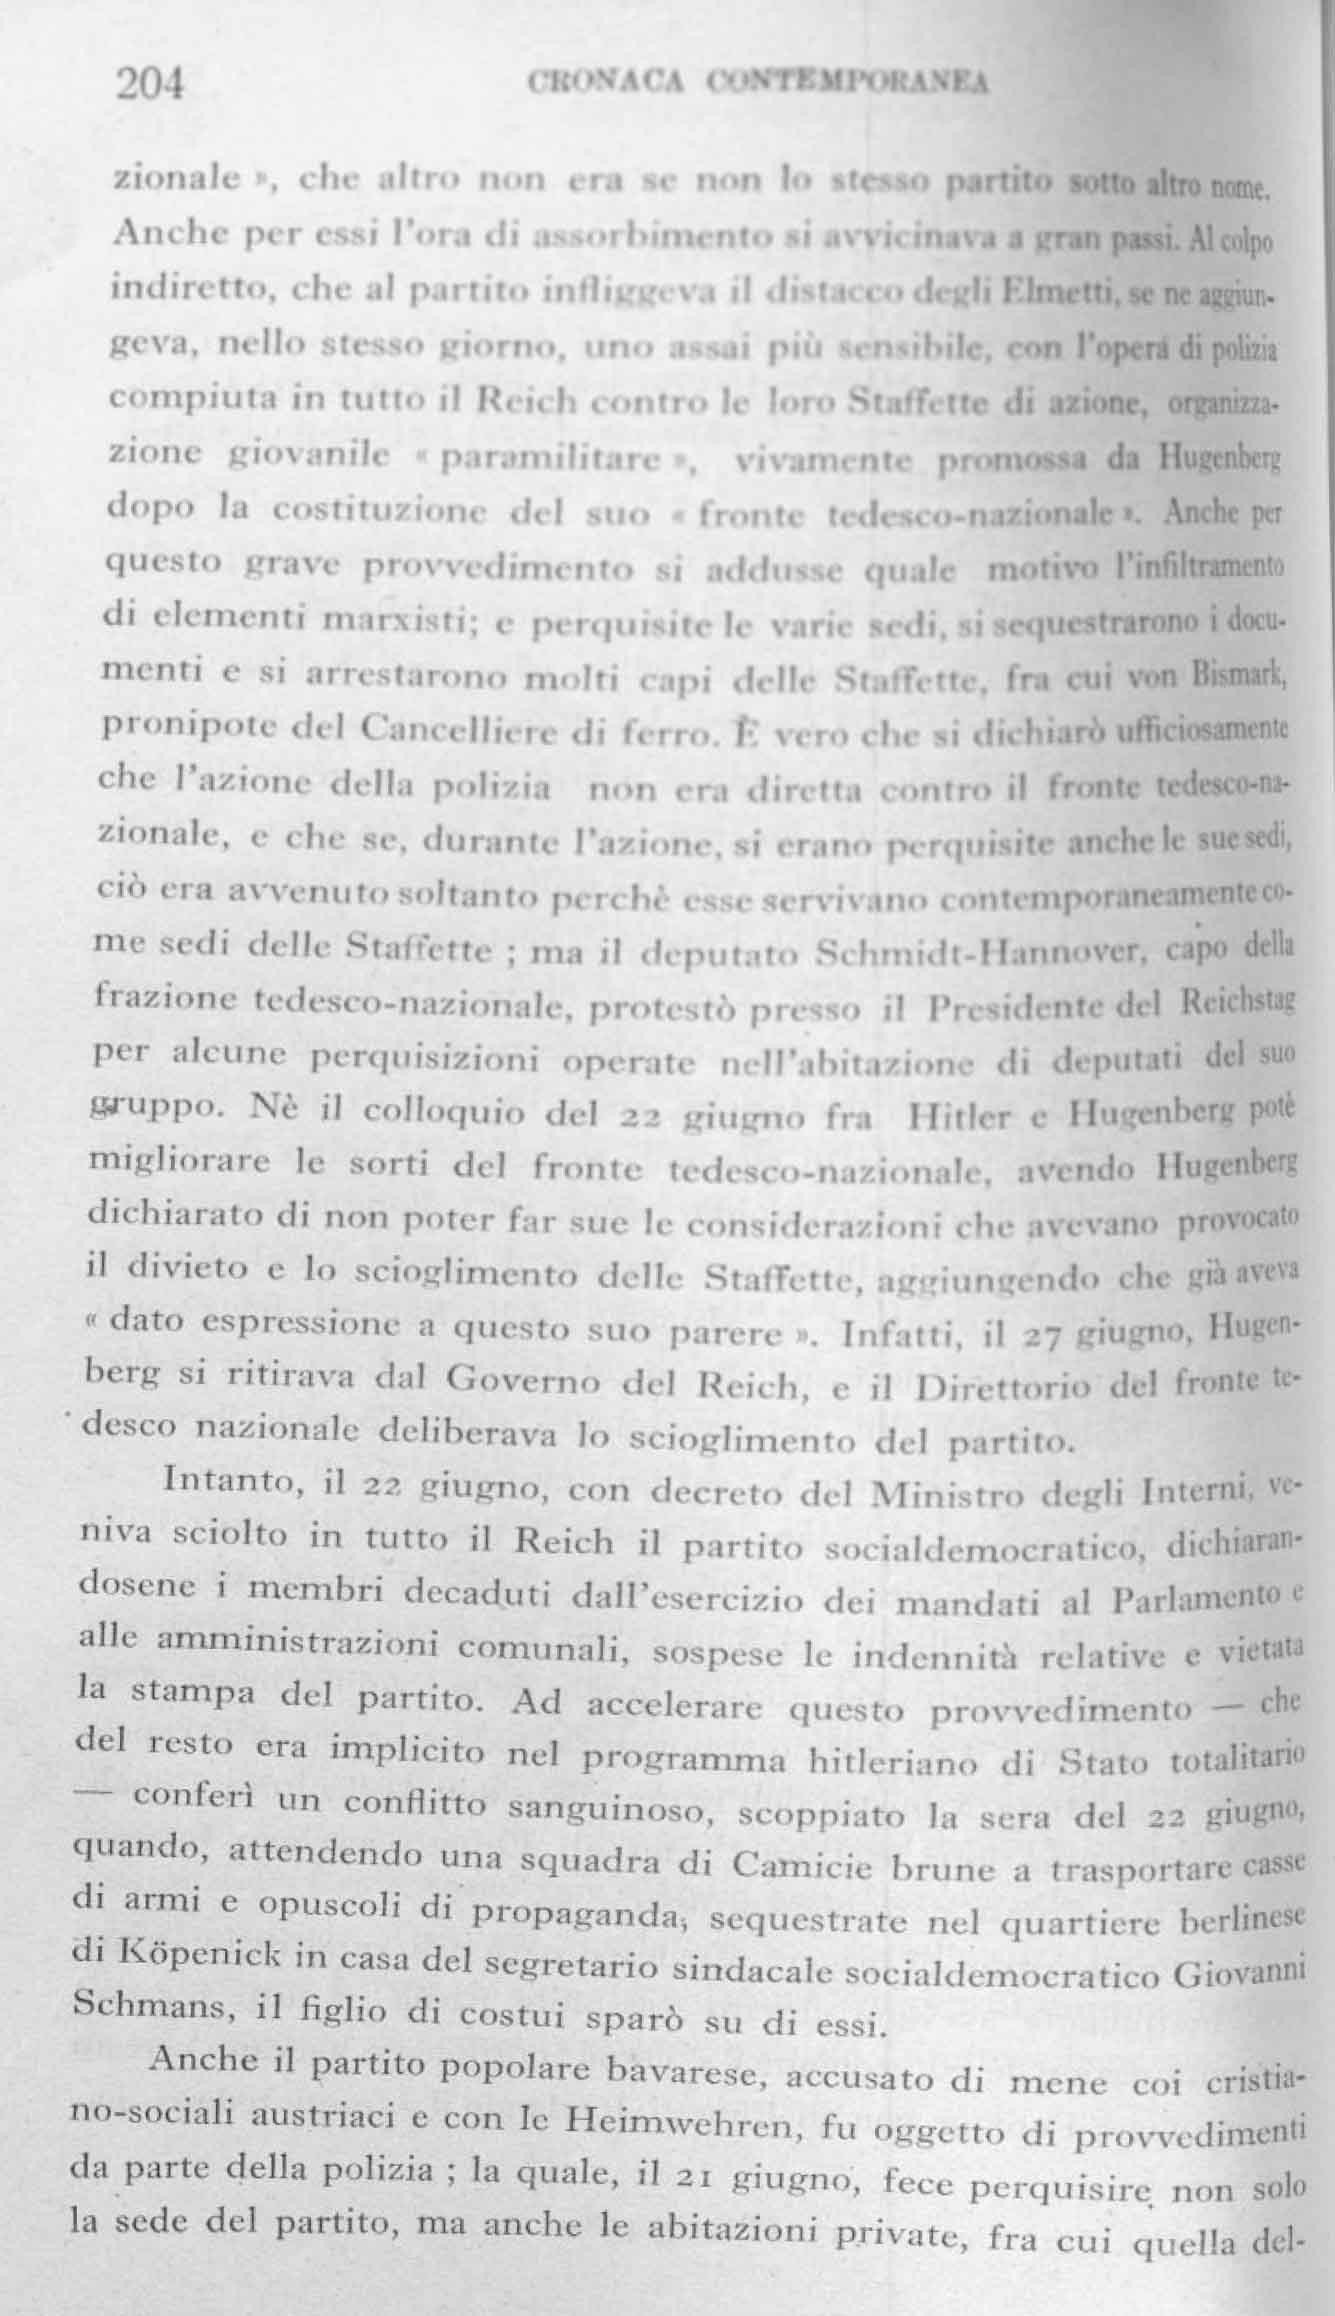 204
CRONACA CONTEMPORANEA
zionale », che altro non era se non lo stesso partito sotto altro nome.
Anche per essi l'ora di assorbimento si avvicinava a gran passi. Al colpo
indiretto, che al partito infliggeva il distacco degli Elmetti, se ne aggiun-
geva, nello stesso giorno, uno assai più sensibile, con l'opera di polizia
compiuta in tutto il Reich contro le loro Staffette di azione, organizza-
zione giovanile « paramilitare », vivamente promossa da Hugenberg
dopo la costituzione del suo « fronte tedesco-nazionale ». Anche per
questo grave provvedimento si addusse quale motivo l'infiltramento
di elementi marxisti; e perquisite le varie sedi, si sequestrarono i docu-
menti e si arrestarono molti capi delle Staffette, fra cui von Bismark,
pronipote del Cancelliere di ferro. È vero che si dichiarò ufficiosamente
che l'azione della polizia non era diretta contro il fronte tedesco-na-
zionale, e che se, durante l'azione, si erano perquisite anche le sue sedi,
ciò era avvenuto soltanto perchè esse servivano contemporaneamente co-
me sedi delle Staffette ; ma il deputato Schmidt-Hannover, capo della
frazione tedesco-nazionale, protestò presso il Presidente del Reichstag
per alcune perquisizioni operate nell'abitazione di deputati del suo
gruppo. Nè il colloquio del 22 giugno fra Hitler e Hugenberg potè
migliorare le sorti del fronte tedesco-nazionale, avendo Hugenberg
dichiarato di non poter far sue le considerazioni che avevano provocato
il divieto e lo scioglimento delle Staffette, aggiungendo che già aveva
« dato espressione a questo suo parere ». Infatti, il 27 giugno, Hugen-
berg si ritirava dal Governo del Reich, e il Direttorio del fronte te-
desco nazionale deliberava lo scioglimento del partito.
Intanto, il 22 giugno, con decreto del Ministro degli Interni, ve-
niva sciolto in tutto il Reich il partito socialdemocratico, dichiaran-
dosene i membri decaduti dall'esercizio dei mandati al Parlamento e
alle amministrazioni comunali, sospese le indennità relative e vietata
la stampa del partito. Ad accelerare questo provvedimento — che
del resto era implicito nel programma hitleriano di Stato totalitario
— conferì un conflitto sanguinoso, scoppiato la sera del 22 giugno,
quando, attendendo una squadra di Camicie brune a trasportare casse
di armi e opuscoli di propaganda, sequestrate nel quartiere berlinese
di Köpenick in casa del segretario sindacale socialdemocratico Giovanni
Schmans, il figlio di costui sparò su di essi.
Anche il partito popolare bavarese, accusato di mene coi cristia-
no-sociali austriaci e con le Heimwehren, fu oggetto di provvedimenti
da parte della polizia ; la quale, il 21 giugno, fece perquisire non solo
la sede del partito, ma anche le abitazioni private, fra cui quella del-